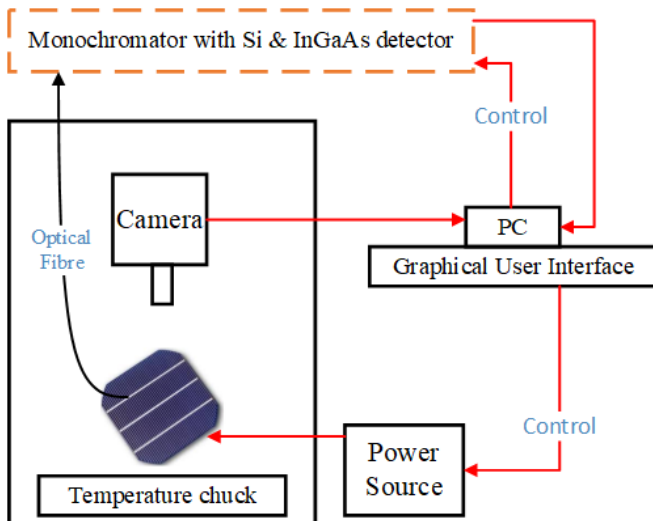 Monochromator with Si & InGaAs detector
Control
Camera
PC
Optical
Fibre
Graphical User Interface
Control
Power
Source
Temperature chuck